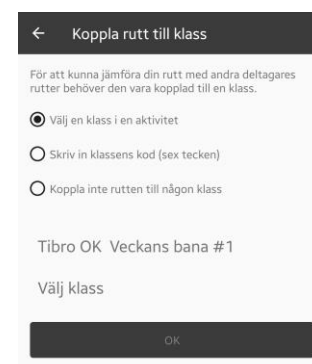 Koppla rutt till klass
För att kunna jämföra din rutt med andra deltagares
rutter behöver den vara kopplad till en klass.
Välj en klass i en aktivitet
Skriv in klassens kod (sex tecken)
Koppla inte rutten till någon klass
Tibro OK Veckans bana #1
Välj klass
OK